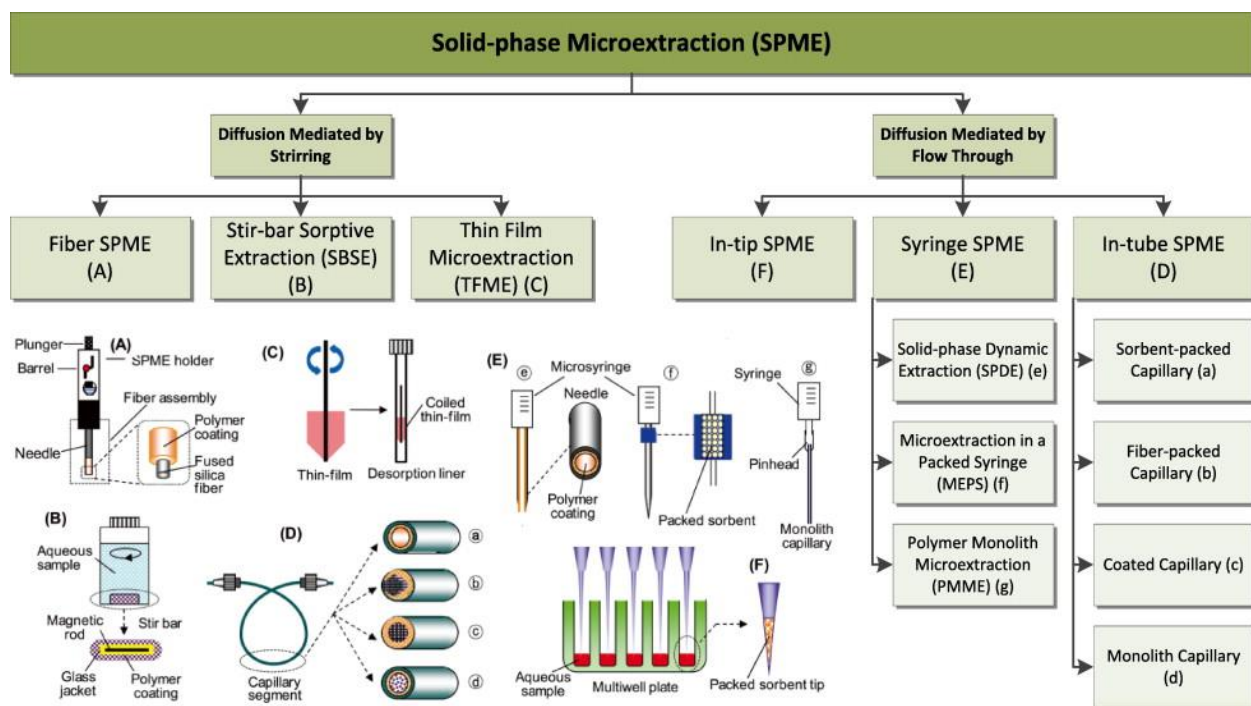 Solid-phase Microextraction (SPME)
Diffusion Mediated by
Strirring
Diffusion Mediated by
Flow Through
Fiber SPME
(A)
Stir-bar Sorptive
Extraction (SBSE)
(B)
Thin Film
Microextraction
(TFME) (C)
In-tip SPME
(F)
Syringe SPME
(E)
In-tube SPME
(D)
Solid-phase Dynamic
Extraction (SPDE) (e)
Microextraction in a
Packed Syringe
(MEPS) (f)
Polymer Monolith
Microextraction
(PMME) (g)
Sorbent-packed
Capillary (a)
Fiber-packed
Capillary (b)
Coated Capillary (c)
Monolith Capillary
(d)
(A)
Plunger
Barrel
SPME holder
Fiber assembly
Needle
Polymer
coating
Fused
silica
fiber
(C)
Thin-film
Coiled
thin-film
Desorption liner
(E)
e
Microsyringe
Needle
Polymer
coating
f
Packed sorbent
g
Syringe
Pinhead
Monolith
capillary
(B)
Aqueous
sample
Stir bar
Magnetic
rod
Glass
jacket
Polymer
coating
(D)
Capillary
segment
a
b
c
d
(F)
Aqueous
sample
Multiwell plate
Packed sorbent tip